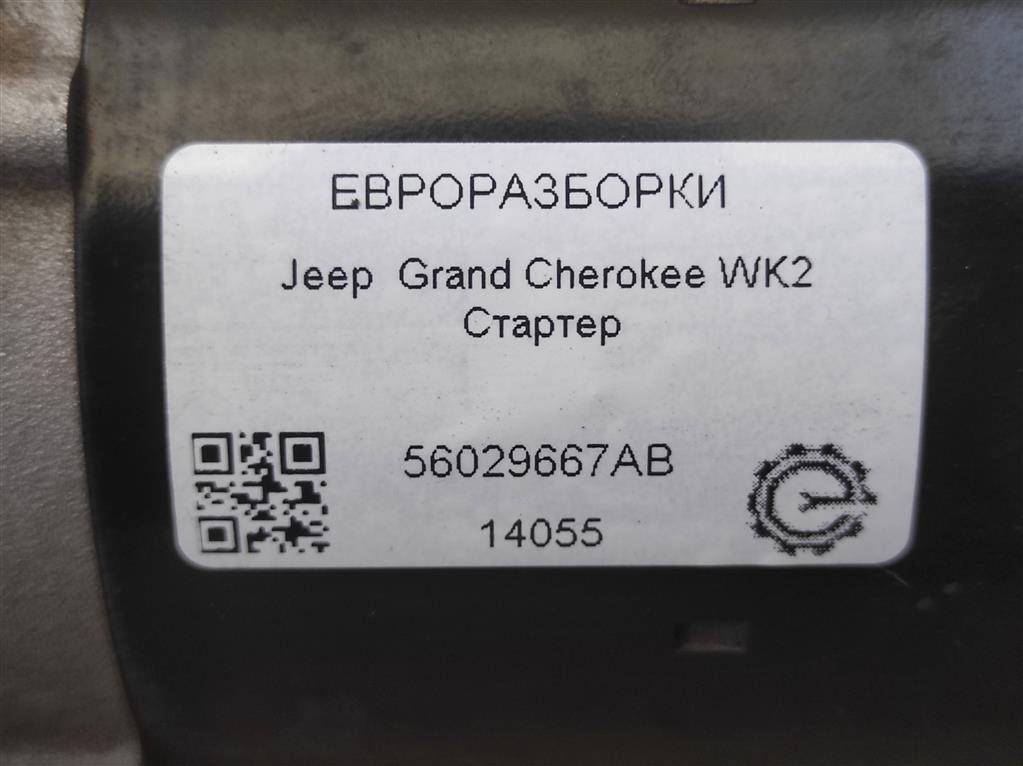 ЕВРОРАЗБОРКИ
Jeep Grand Cherokee WK2
Стартер
56029667AB
14055